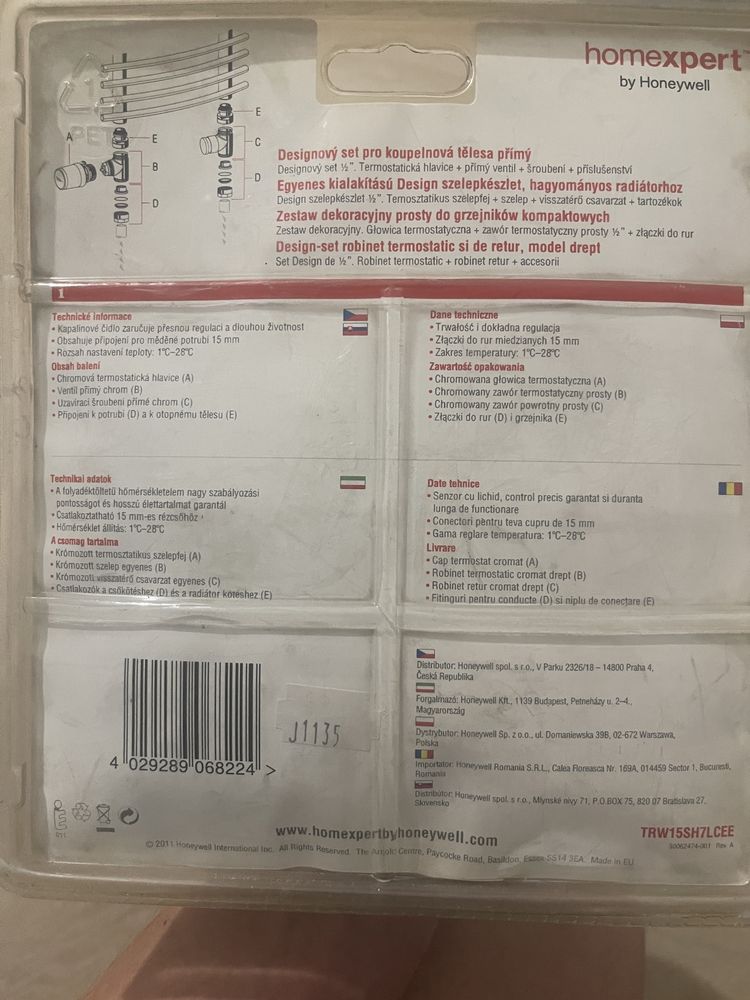 homexpert™
by Honeywell
1
PET
A
E
B
D
E
C
D
Designový set pro koupelnová tělesa přímý
Designový set ½". Termostatická hlavice + přímý ventil + šroubení + příslušenství
Egyenes kialakítású Design szelepkészlet, hagyományos radiátorhoz
Design szelepkészlet ½". Temosztatikus szelepfej + szelep + visszatérő csavarzat + tartozékok
Zestaw dekoracyjny prosty do grzejników kompaktowych
Zestaw dekoracyjny. Głowica termostatyczna + zawór termostatyczny prosty ½" + złączki do rur
Design-set robinet termostatic si de retur, model drept
Set Design de ½". Robinet termostatic + robinet retur + accesorii
1
Technické informace
• Kapalinové čidlo zaručuje přesnou regulaci a dlouhou životnost
• Obsahuje připojení pro měděné potrubí 15 mm
• Rozsah nastavení teploty: 1°C–28°C
Obsah balení
• Chromová termostatická hlavice (A)
• Ventil přímý chrom (B)
• Uzavírací šroubení přímé chrom (C)
• Připojení k potrubí (D) a k otopnému tělesu (E)
Dane techniczne
• Trwałość i dokładna regulacja
• Złączki do rur miedzianych 15 mm
• Zakres temperatury: 1°C–28°C
Zawartość opakowania
• Chromowana głowica termostatyczna (A)
• Chromowany zawór termostatyczny prosty (B)
• Chromowany zawór powrotny prosty (C)
• Złączki do rur (D) i grzejnika (E)
Technikai adatok
• A folyadéktöltetű hőmérsékletelem nagy szabályozási
pontosságot és hosszú élettartalmat garantál
• Csatlakoztatható 15 mm-es rézcsőhöz
• Hőmérséklet állítás: 1°C–28°C
A csomag tartalma
• Krómozott termosztatikus szelepfej (A)
• Krómozott szelep egyenes (B)
• Krómozott visszatérő csavarzat egyenes (C)
• Csatlakozók a csőkötéshez (D) és a radiátor kötéshez (E)
Date tehnice
• Senzor cu lichid, control precis garantat si duranta
lunga de functionare
• Conectori pentru teva cupru de 15 mm
• Gama reglare temperatura: 1°C–28°C
Livrare
• Cap termostat cromat (A)
• Robinet termostatic cromat drept (B)
• Robinet retur cromat drept (C)
• Fitinguri pentru conducte (D) si niplu de conectare (E)
4 029289 068224 >
J1135
Distributor: Honeywell spol. s r.o., V Parku 2326/18 – 14800 Praha 4,
Česká Republika
Forgalmazó: Honeywell Kft., 1139 Budapest, Petneházy u. 2–4.,
Magyarország
Dystrybutor: Honeywell Sp. z o.o., ul. Domaniewska 39B, 02-672 Warszawa,
Polska
Importator: Honeywell Romania S.R.L., Calea Floreasca Nr. 169A, 014459 Sector 1, Bucuresti,
Romania
Distribútor: Honeywell spol. s r.o., Mlynské nivy 71, P.O.BOX 75, 820 07 Bratislava 27,
Slovensko
www.homexpertbyhoneywell.com
TRW15SH7LCEE
50062474-001 Rev A
© 2011 Honeywell International Inc. All Rights Reserved. The Arnold Centre, Paycocke Road, Basildon, Essex SS14 3EA. Made in EU